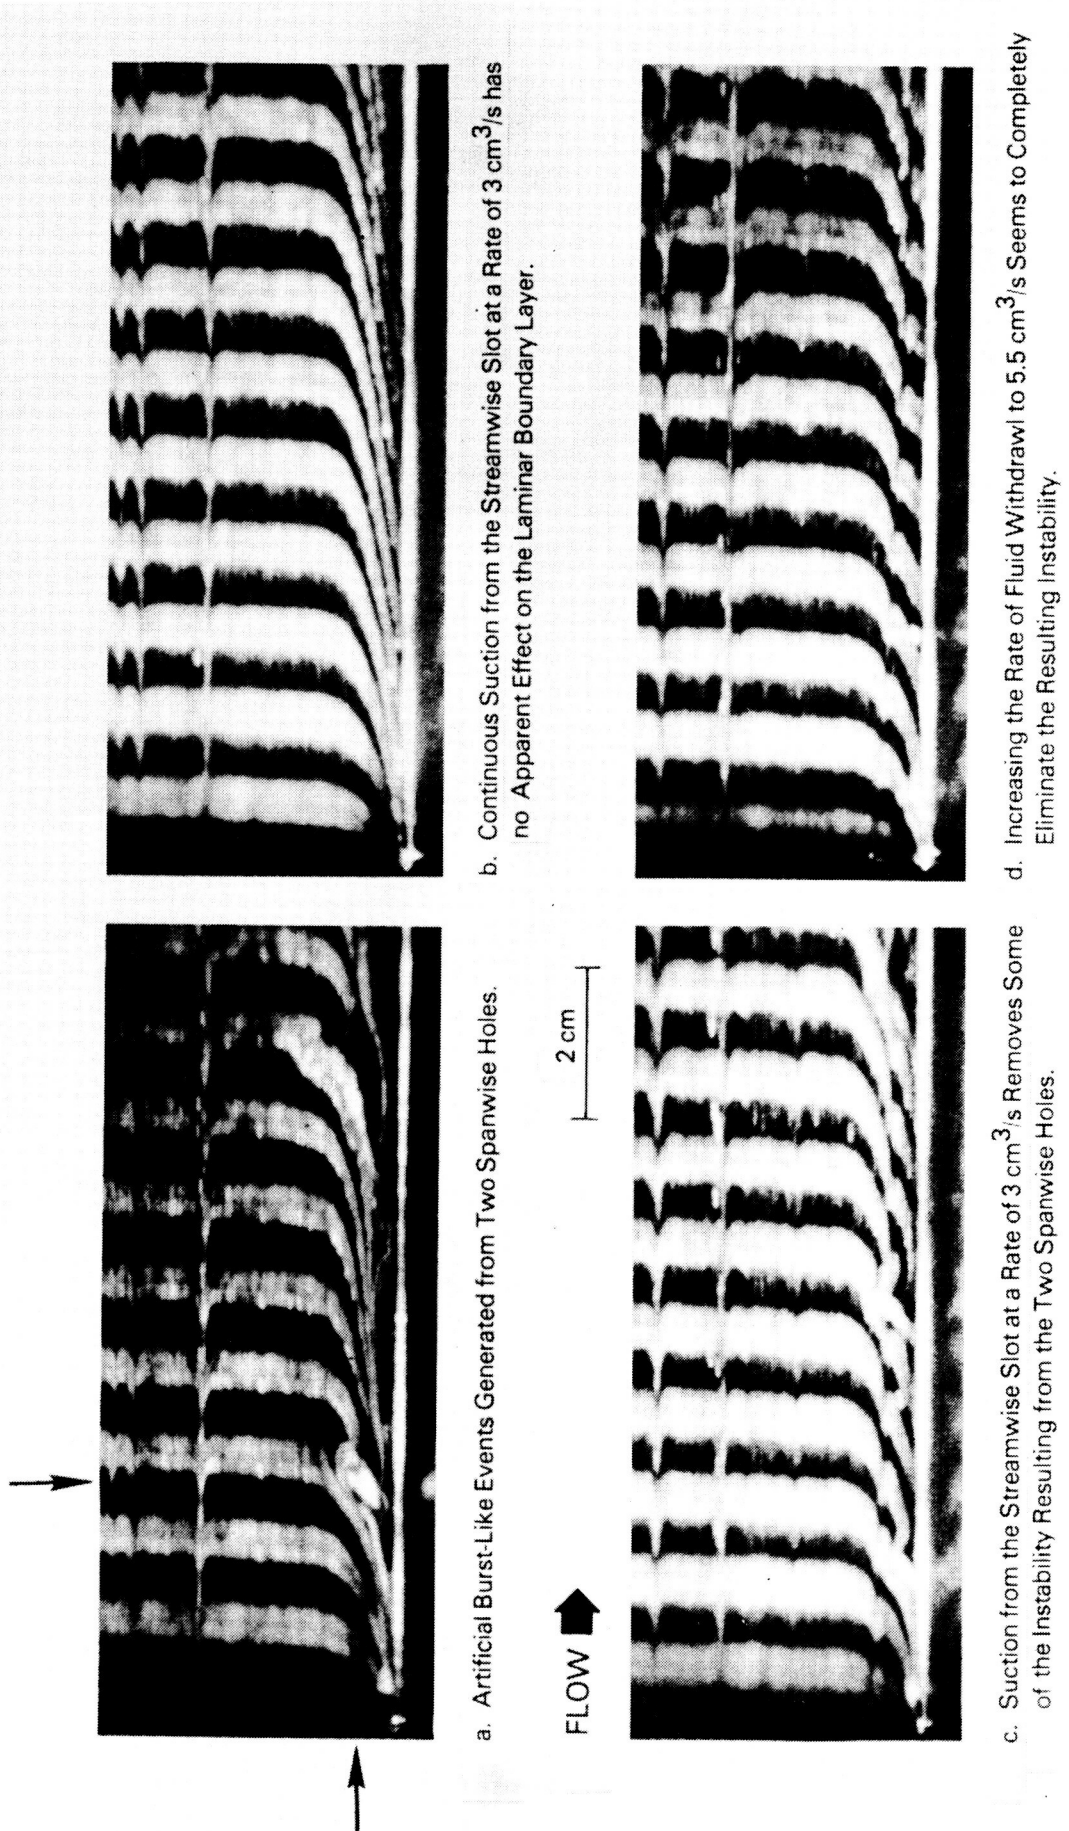 a. Artificial Burst-Like Events Generated from Two Spanwise Holes.
b. Continuous Suction from the Streamwise Slot at a Rate of 3 cm³/s has
no Apparent Effect on the Laminar Boundary Layer.
FLOW
2 cm
c. Suction from the Streamwise Slot at a Rate of 3 cm³/s Removes Some
of the Instability Resulting from the Two Spanwise Holes.
d. Increasing the Rate of Fluid Withdrawl to 5.5 cm³/s Seems to Completely
Eliminate the Resulting Instability.